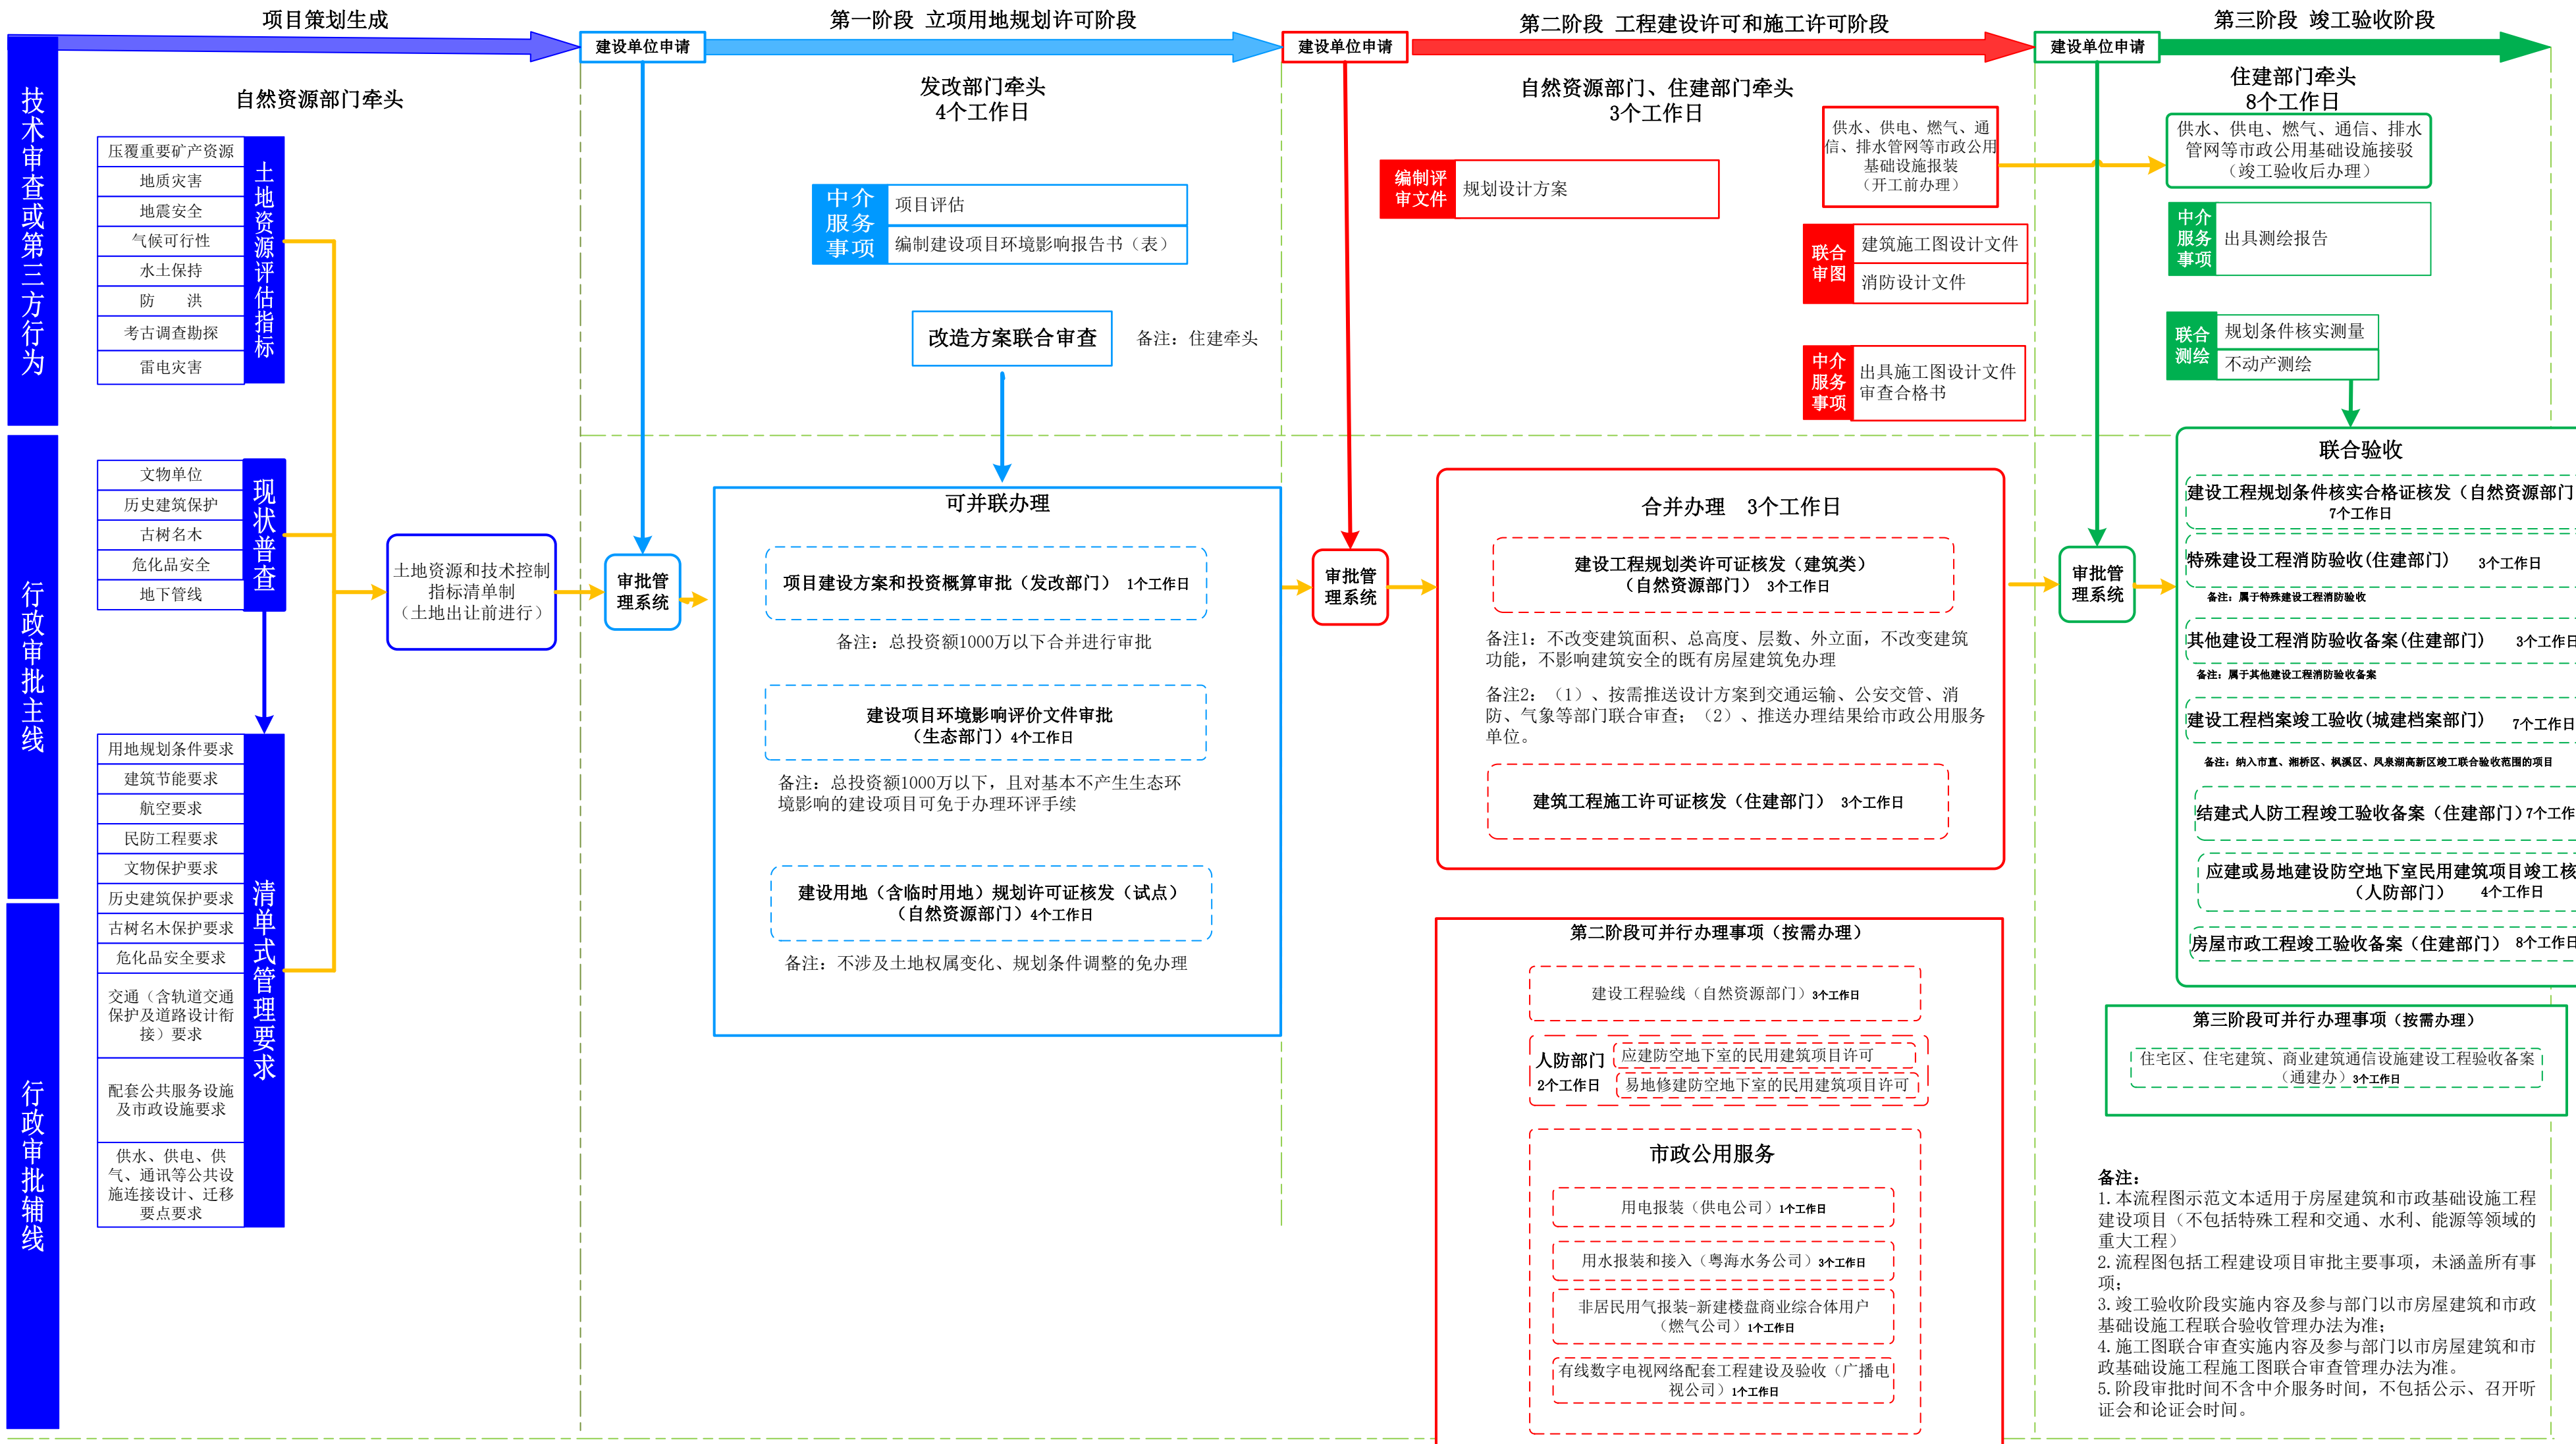 项目策划生成
第一阶段 立项用地规划许可阶段
第二阶段 工程建设许可和施工许可阶段
第三阶段 竣工验收阶段
建设单位申请
建设单位申请
建设单位申请
技术审查或第三方行为
行政审批主线
行政审批辅线
自然资源部门牵头
压覆重要矿产资源
地质灾害
地震安全
气候可行性
水土保持
防 洪
考古调查勘探
雷电灾害
土地资源评估指标
文物单位
历史建筑保护
古树名木
危化品安全
地下管线
现状普查
用地规划条件要求
建筑节能要求
航空要求
民防工程要求
文物保护要求
历史建筑保护要求
古树名木保护要求
危化品安全要求
交通（含轨道交通
保护及道路设计衔
接）要求
配套公共服务设施
及市政设施要求
供水、供电、供
气、通讯等公共设
施连接设计、迁移
要点要求
清单式管理要求
土地资源和技术控制
指标清单制
（土地出让前进行）
发改部门牵头
4个工作日
中介
服务
事项
项目评估
编制建设项目环境影响报告书（表）
改造方案联合审查
备注：住建牵头
审批管
理系统
可并联办理
项目建设方案和投资概算审批（发改部门） 1个工作日
备注：总投资额1000万以下合并进行审批
建设项目环境影响评价文件审批
（生态部门）4个工作日
备注：总投资额1000万以下，且对基本不产生生态环
境影响的建设项目可免于办理环评手续
建设用地（含临时用地）规划许可证核发（试点）
（自然资源部门）4个工作日
备注：不涉及土地权属变化、规划条件调整的免办理
自然资源部门、住建部门牵头
3个工作日
编制评
审文件
规划设计方案
供水、供电、燃气、通
信、排水管网等市政公用
基础设施报装
（开工前办理）
联合
审图
建筑施工图设计文件
消防设计文件
中介
服务
事项
出具施工图设计文件
审查合格书
审批管
理系统
合并办理 3个工作日
建设工程规划类许可证核发（建筑类）
（自然资源部门） 3个工作日
备注1：不改变建筑面积、总高度、层数、外立面，不改变建筑
功能，不影响建筑安全的既有房屋建筑免办理
备注2：（1）、按需推送设计方案到交通运输、公安交管、消
防、气象等部门联合审查；（2）、推送办理结果给市政公用服务
单位。
建筑工程施工许可证核发（住建部门） 3个工作日
第二阶段可并行办理事项（按需办理）
建设工程验线（自然资源部门）3个工作日
人防部门
2个工作日
应建防空地下室的民用建筑项目许可
易地修建防空地下室的民用建筑项目许可
市政公用服务
用电报装（供电公司）1个工作日
用水报装和接入（粤海水务公司）3个工作日
非居民用气报装-新建楼盘商业综合体用户
（燃气公司）1个工作日
有线数字电视网络配套工程建设及验收（广播电
视公司）1个工作日
住建部门牵头
8个工作日
供水、供电、燃气、通信、排水
管网等市政公用基础设施接驳
（竣工验收后办理）
中介
服务
事项
出具测绘报告
联合
测绘
规划条件核实测量
不动产测绘
审批管
理系统
联合验收
建设工程规划条件核实合格证核发（自然资源部门
7个工作日
特殊建设工程消防验收(住建部门) 3个工作日
备注：属于特殊建设工程消防验收
其他建设工程消防验收备案(住建部门) 3个工作日
备注：属于其他建设工程消防验收备案
建设工程档案竣工验收(城建档案部门) 7个工作日
备注：纳入市直、湘桥区、枫溪区、凤泉湖高新区竣工联合验收范围的项目
结建式人防工程竣工验收备案（住建部门)7个工作
应建或易地建设防空地下室民用建筑项目竣工核
（人防部门） 4个工作日
房屋市政工程竣工验收备案（住建部门） 8个工作日
第三阶段可并行办理事项（按需办理）
住宅区、住宅建筑、商业建筑通信设施建设工程验收备案
（通建办）3个工作日
备注：
1.本流程图示范文本适用于房屋建筑和市政基础设施工程
建设项目（不包括特殊工程和交通、水利、能源等领域的
重大工程）
2.流程图包括工程建设项目审批主要事项，未涵盖所有事
项；
3.竣工验收阶段实施内容及参与部门以市房屋建筑和市政
基础设施工程联合验收管理办法为准；
4.施工图联合审查实施内容及参与部门以市房屋建筑和市
政基础设施工程施工图联合审查管理办法为准。
5.阶段审批时间不含中介服务时间，不包括公示、召开听
证会和论证会时间。